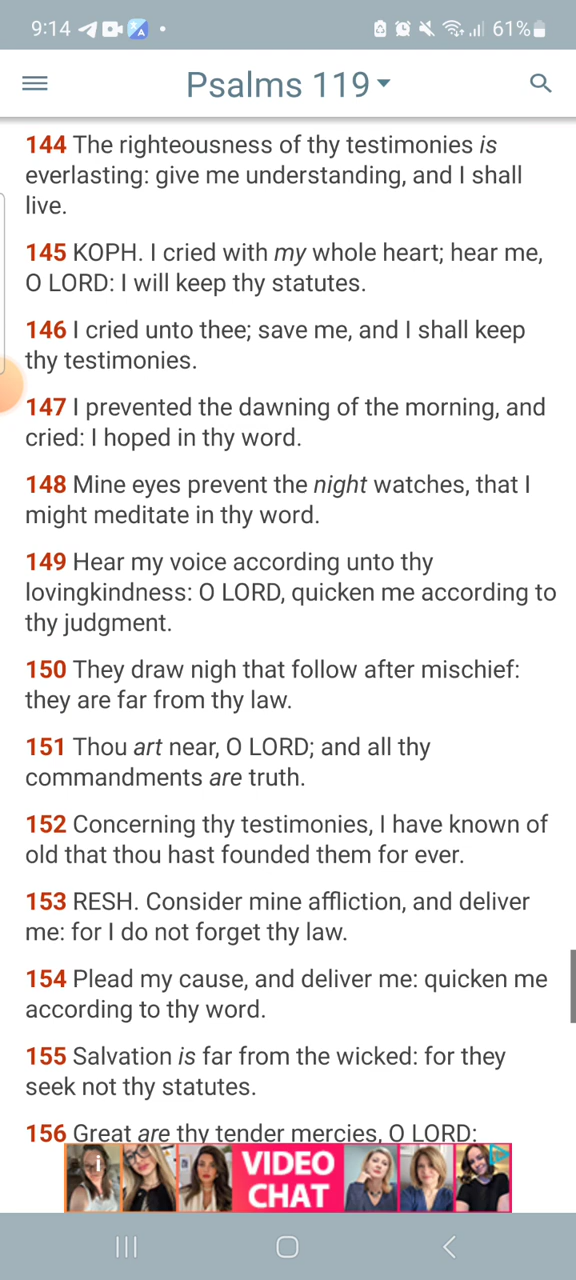 9:14
61%
Psalms 119
144 The righteousness of thy testimonies is
everlasting: give me understanding, and I shall
live.
145 KOPH. I cried with my whole heart; hear me,
O LORD: I will keep thy statutes.
146 I cried unto thee; save me, and I shall keep
thy testimonies.
147 I prevented the dawning of the morning, and
cried: I hoped in thy word.
148 Mine eyes prevent the night watches, that I
might meditate in thy word.
149 Hear my voice according unto thy
lovingkindness: O LORD, quicken me according to
thy judgment.
150 They draw nigh that follow after mischief:
they are far from thy law.
151 Thou art near, O LORD; and all thy
commandments are truth.
152 Concerning thy testimonies, I have known of
old that thou hast founded them for ever.
153 RESH. Consider mine affliction, and deliver
me: for I do not forget thy law.
154 Plead my cause, and deliver me: quicken me
according to thy word.
155 Salvation is far from the wicked: for they
seek not thy statutes.
156 Great are thy tender mercies, O LORD:
VIDEO
CHAT